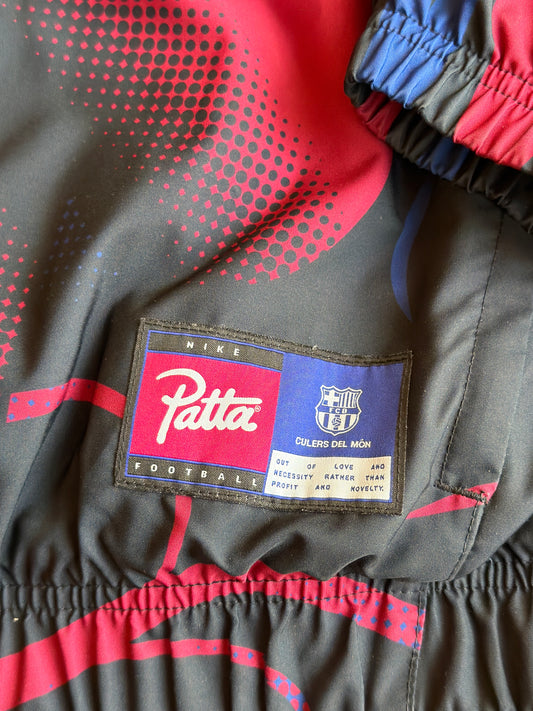 NIKE
Patta®
FOOTBALL
FCB
CULERS DEL MÓN
OUT OF LOVE AND
NECESSITY RATHER THAN
PROFIT AND NOVELTY.